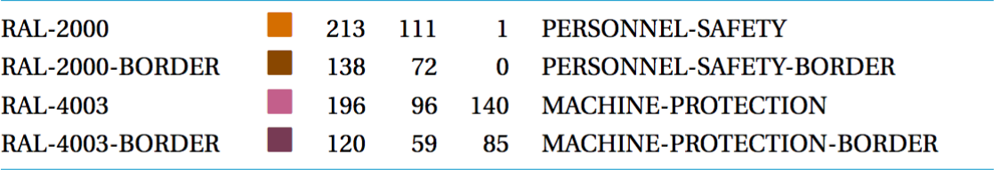 RAL-2000 213 111 1 PERSONNEL-SAFETY
RAL-2000-BORDER 138 72 0 PERSONNEL-SAFETY-BORDER
RAL-4003 196 96 140 MACHINE-PROTECTION
RAL-4003-BORDER 120 59 85 MACHINE-PROTECTION-BORDER